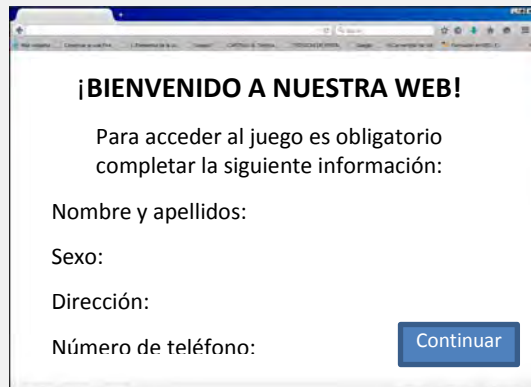 ¡BIENVENIDO A NUESTRA WEB!
Para acceder al juego es obligatorio
completar la siguiente información:
Nombre y apellidos:
Sexo:
Dirección:
Número de teléfono:
Continuar